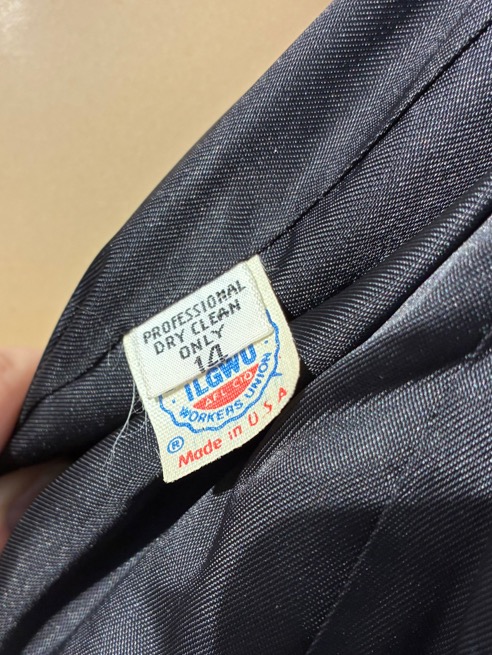 PROFESSIONAL
DRY CLEAN
ONLY
14
ILGWU
AFL CIO
WORKERS UNION
®
Made in U.S.A